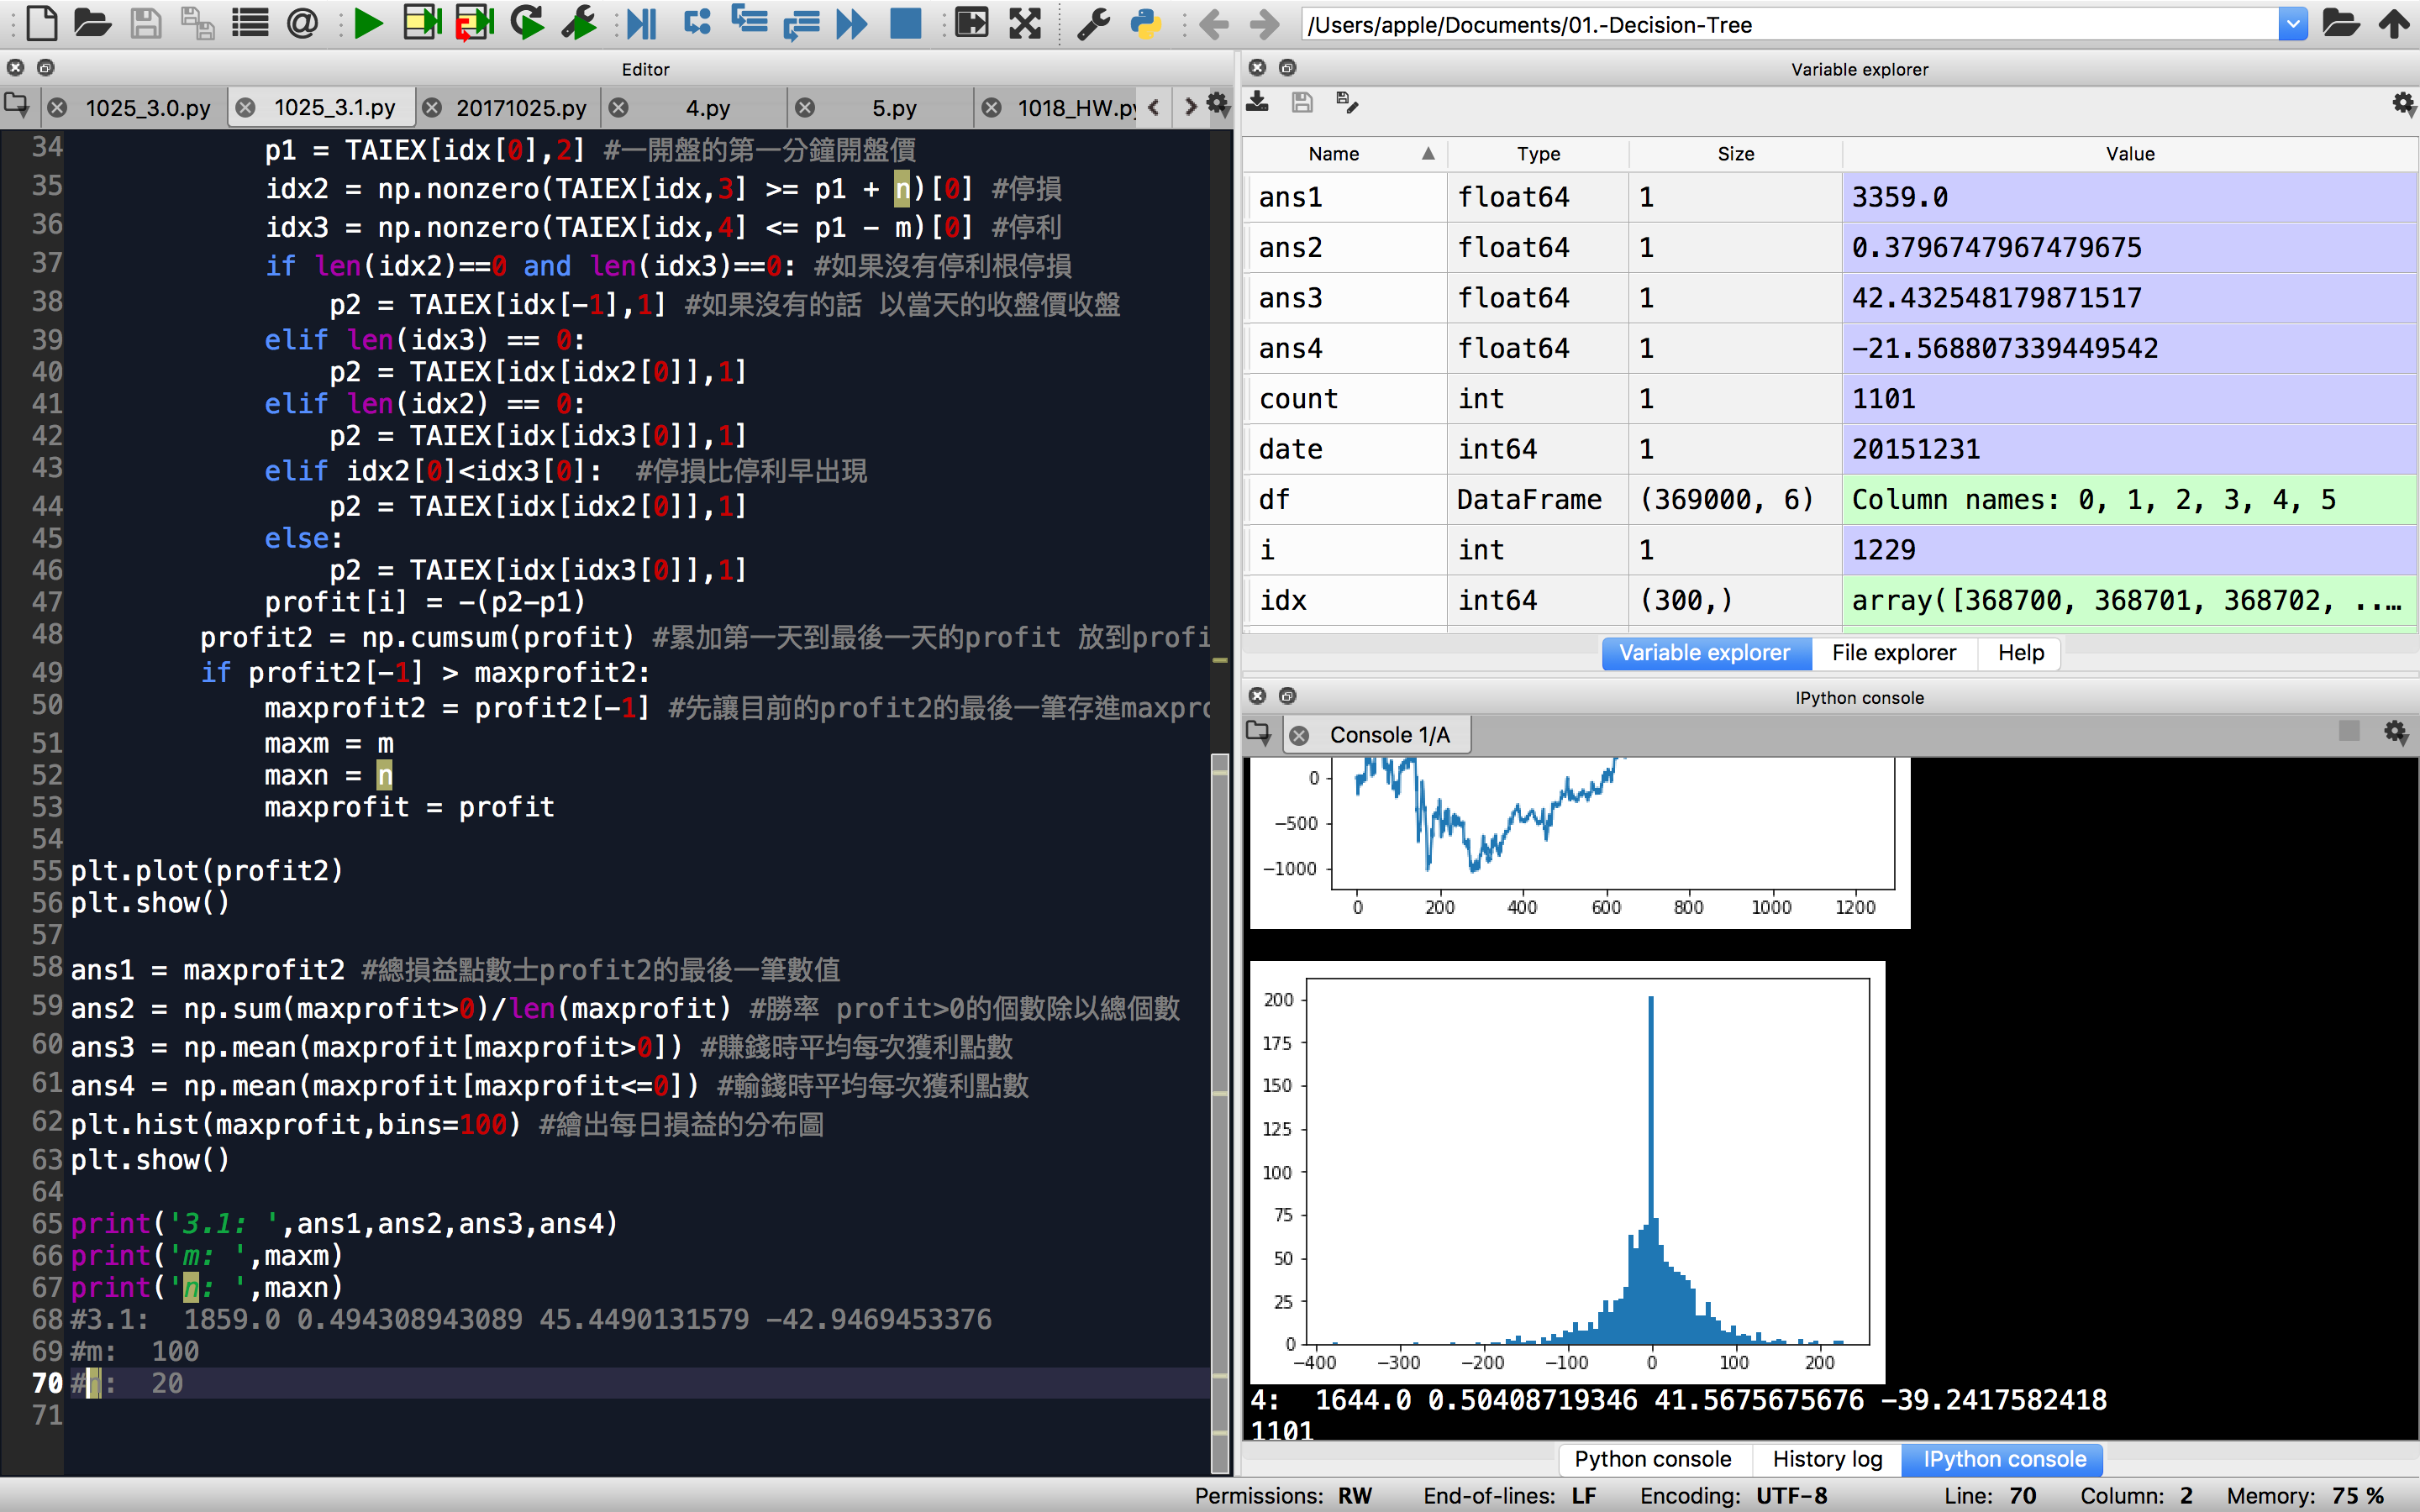 /Users/apple/Documents/01.-Decision-Tree
Editor
1025_3.0.py
1025_3.1.py
20171025.py
4.py
5.py
1018_HW.py
34 p1 = TAIEX[idx[0],2] #一開盤的第一分鐘開盤價
35 idx2 = np.nonzero(TAIEX[idx,3] >= p1 + n)[0] #停損
36 idx3 = np.nonzero(TAIEX[idx,4] <= p1 - m)[0] #停利
37 if len(idx2)==0 and len(idx3)==0: #如果沒有停利根停損
38 p2 = TAIEX[idx[-1],1] #如果沒有的話 以當天的收盤價收盤
39 elif len(idx3) == 0:
40 p2 = TAIEX[idx[idx2[0]],1]
41 elif len(idx2) == 0:
42 p2 = TAIEX[idx[idx3[0]],1]
43 elif idx2[0]<idx3[0]: #停損比停利早出現
44 p2 = TAIEX[idx[idx2[0]],1]
45 else:
46 p2 = TAIEX[idx[idx3[0]],1]
47 profit[i] = -(p2-p1)
48 profit2 = np.cumsum(profit) #累加第一天到最後一天的profit 放到profi
49 if profit2[-1] > maxprofit2:
50 maxprofit2 = profit2[-1] #先讓目前的profit2的最後一筆存進maxpro
51 maxm = m
52 maxn = n
53 maxprofit = profit
54
55 plt.plot(profit2)
56 plt.show()
57
58 ans1 = maxprofit2 #總損益點數士profit2的最後一筆數值
59 ans2 = np.sum(maxprofit>0)/len(maxprofit) #勝率 profit>0的個數除以總個數
60 ans3 = np.mean(maxprofit[maxprofit>0]) #賺錢時平均每次獲利點數
61 ans4 = np.mean(maxprofit[maxprofit<=0]) #輸錢時平均每次獲利點數
62 plt.hist(maxprofit,bins=100) #繪出每日損益的分布圖
63 plt.show()
64
65 print('3.1: ',ans1,ans2,ans3,ans4)
66 print('m: ',maxm)
67 print('n: ',maxn)
68 #3.1:  1859.0 0.494308943089 45.4490131579 -42.9469453376
69 #m:  100
70 #n:  20
71
Variable explorer
Name Type Size Value
ans1 float64 1 3359.0
ans2 float64 1 0.3796747967479675
ans3 float64 1 42.432548179871517
ans4 float64 1 -21.568807339449542
count int 1 1101
date int64 1 20151231
df DataFrame (369000, 6) Column names: 0, 1, 2, 3, 4, 5
i int 1 1229
idx int64 (300,) array([368700, 368701, 368702, ...
Variable explorer File explorer Help
IPython console
Console 1/A
0
-500
-1000
0 200 400 600 800 1000 1200
200
175
150
125
100
75
50
25
0
-400 -300 -200 -100 0 100 200
4:  1644.0 0.50408719346 41.5675675676 -39.2417582418
1101
Python console History log IPython console
Permissions: RW End-of-lines: LF Encoding: UTF-8 Line: 70 Column: 2 Memory: 75 %